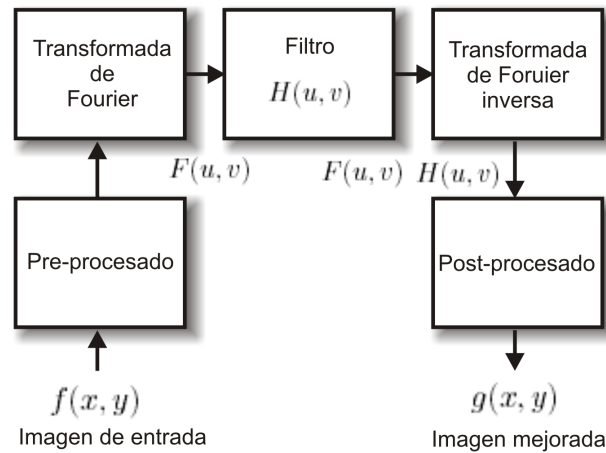 Transformada
de
Fourier
Filtro
H(u, v)
Transformada
de Foruier
inversa
F(u, v)
F(u, v) H(u, v)
Pre-procesado
Post-procesado
f(x, y)
Imagen de entrada
g(x, y)
Imagen mejorada